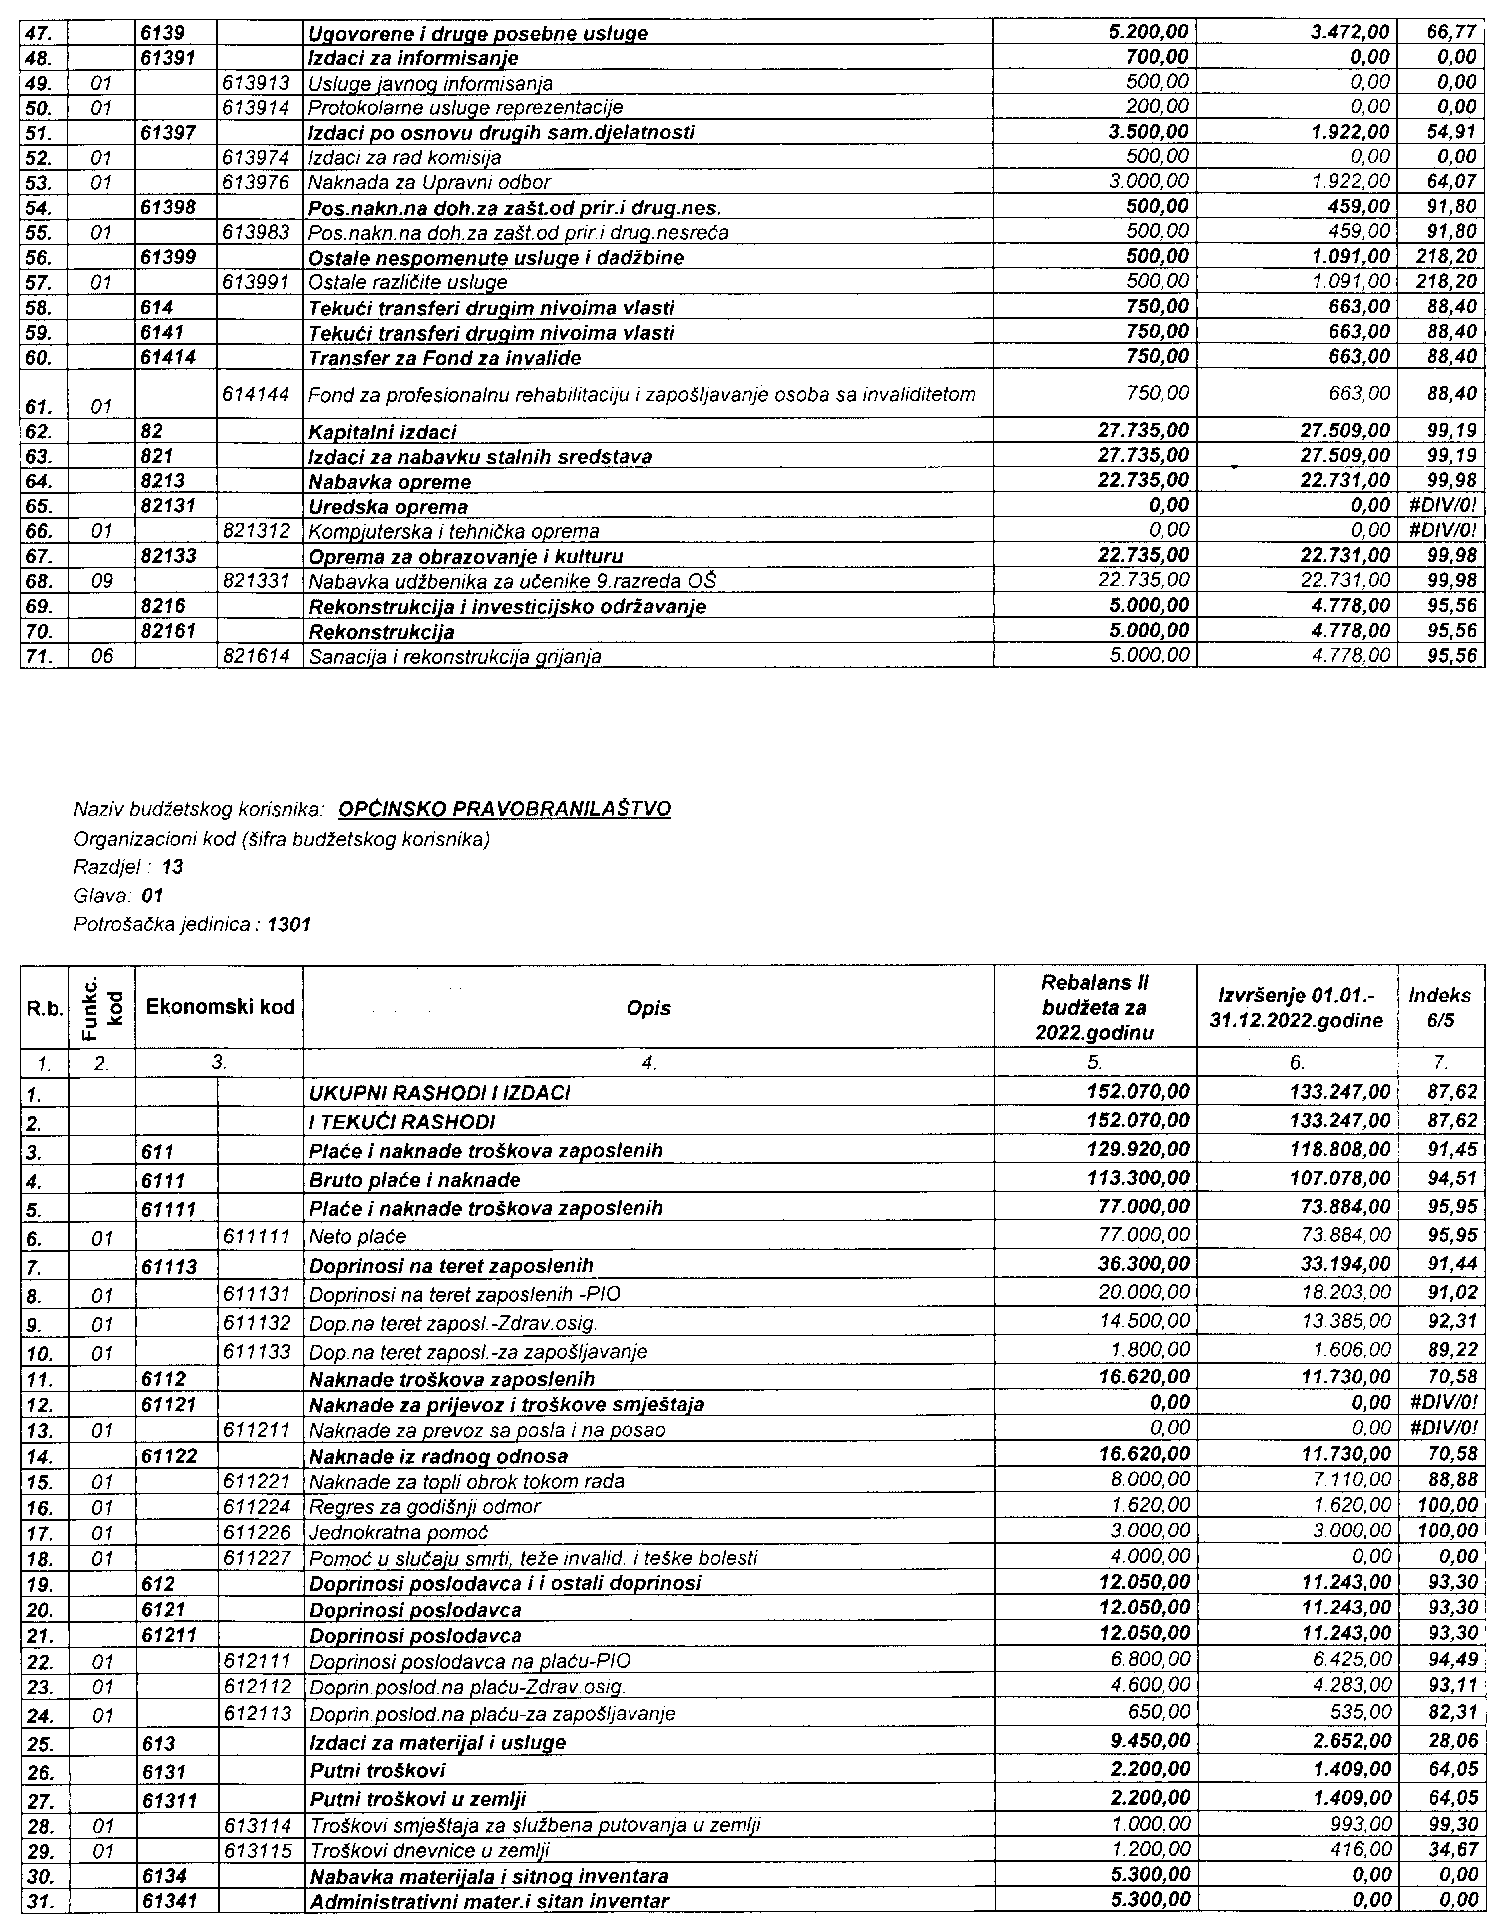 47. 6139 Ugovorene i druge posebne usluge 5.200,00 3.472,00 66,77
48. 61391 Izdaci za informisanje 700,00 0,00 0,00
49. 01 613913 Usluge javnog informisanja 500,00 0,00 0,00
50. 01 613914 Protokolarne usluge reprezentacije 200,00 0,00 0,00
51. 61397 Izdaci po osnovu drugih sam.djelatnosti 3.500,00 1.922,00 54,91
52. 01 613974 Izdaci za rad komisija 500,00 0,00 0,00
53. 01 613976 Naknada za Upravni odbor 3.000,00 1.922,00 64,07
54. 61398 Pos.nakn.na doh.za zašt.od prir.i drug.nes. 500,00 459,00 91,80
55. 01 613983 Pos.nakn.na doh.za zašt.od prir.i drug.nesreća 500,00 459,00 91,80
56. 61399 Ostale nespomenute usluge i dadžbine 500,00 1.091,00 218,20
57. 01 613991 Ostale različite usluge 500,00 1.091,00 218,20
58. 614 Tekući transferi drugim nivoima vlasti 750,00 663,00 88,40
59. 6141 Tekući transferi drugim nivoima vlasti 750,00 663,00 88,40
60. 61414 Transfer za Fond za invalide 750,00 663,00 88,40
61. 01 614144 Fond za profesionalnu rehabilitaciju i zapošljavanje osoba sa invaliditetom 750,00 663,00 88,40
62. 82 Kapitalni izdaci 27.735,00 27.509,00 99,19
63. 821 Izdaci za nabavku stalnih sredstava 27.735,00 27.509,00 99,19
64. 8213 Nabavka opreme 22.735,00 22.731,00 99,98
65. 82131 Uredska oprema 0,00 0,00 #DIV/0!
66. 01 821312 Kompjuterska i tehnička oprema 0,00 0,00 #DIV/0!
67. 82133 Oprema za obrazovanje i kulturu 22.735,00 22.731,00 99,98
68. 09 821331 Nabavka udžbenika za učenike 9.razreda OŠ 22.735,00 22.731,00 99,98
69. 8216 Rekonstrukcija i investicijsko održavanje 5.000,00 4.778,00 95,56
70. 82161 Rekonstrukcija 5.000,00 4.778,00 95,56
71. 06 821614 Sanacija i rekonstrukcija grijanja 5.000,00 4.778,00 95,56
Naziv budžetskog korisnika: OPĆINSKO PRAVOBRANILAŠTVO
Organizacioni kod (šifra budžetskog korisnika)
Razdjel : 13
Glava: 01
Potrošačka jedinica : 1301
R.b. Funkc. kod Ekonomski kod Opis Rebalans II budžeta za 2022.godinu Izvršenje 01.01.-31.12.2022.godine Indeks 6/5
1. 2. 3. 4. 5. 6. 7.
1. UKUPNI RASHODI I IZDACI 152.070,00 133.247,00 87,62
2. I TEKUĆI RASHODI 152.070,00 133.247,00 87,62
3. 611 Plaće i naknade troškova zaposlenih 129.920,00 118.808,00 91,45
4. 6111 Bruto plaće i naknade 113.300,00 107.078,00 94,51
5. 61111 Plaće i naknade troškova zaposlenih 77.000,00 73.884,00 95,95
6. 01 611111 Neto plaće 77.000,00 73.884,00 95,95
7. 61113 Doprinosi na teret zaposlenih 36.300,00 33.194,00 91,44
8. 01 611131 Doprinosi na teret zaposlenih -PIO 20.000,00 18.203,00 91,02
9. 01 611132 Dop.na teret zaposl.-Zdrav.osig. 14.500,00 13.385,00 92,31
10. 01 611133 Dop.na teret zaposl.-za zapošljavanje 1.800,00 1.606,00 89,22
11. 6112 Naknade troškova zaposlenih 16.620,00 11.730,00 70,58
12. 61121 Naknade za prijevoz i troškove smještaja 0,00 0,00 #DIV/0!
13. 01 611211 Naknade za prevoz sa posla i na posao 0,00 0,00 #DIV/0!
14. 61122 Naknade iz radnog odnosa 16.620,00 11.730,00 70,58
15. 01 611221 Naknade za topli obrok tokom rada 8.000,00 7.110,00 88,88
16. 01 611224 Regres za godišnji odmor 1.620,00 1.620,00 100,00
17. 01 611226 Jednokratna pomoć 3.000,00 3.000,00 100,00
18. 01 611227 Pomoć u slučaju smrti, teže invalid. i teške bolesti 4.000,00 0,00 0,00
19. 612 Doprinosi poslodavca i i ostali doprinosi 12.050,00 11.243,00 93,30
20. 6121 Doprinosi poslodavca 12.050,00 11.243,00 93,30
21. 61211 Doprinosi poslodavca 12.050,00 11.243,00 93,30
22. 01 612111 Doprinosi poslodavca na plaću-PIO 6.800,00 6.425,00 94,49
23. 01 612112 Doprin.poslod.na plaću-Zdrav.osig. 4.600,00 4.283,00 93,11
24. 01 612113 Doprin.poslod.na plaću-za zapošljavanje 650,00 535,00 82,31
25. 613 Izdaci za materijal i usluge 9.450,00 2.652,00 28,06
26. 6131 Putni troškovi 2.200,00 1.409,00 64,05
27. 61311 Putni troškovi u zemlji 2.200,00 1.409,00 64,05
28. 01 613114 Troškovi smještaja za službena putovanja u zemlji 1.000,00 993,00 99,30
29. 01 613115 Troškovi dnevnice u zemlji 1.200,00 416,00 34,67
30. 6134 Nabavka materijala i sitnog inventara 5.300,00 0,00 0,00
31. 61341 Administrativni mater.i sitan inventar 5.300,00 0,00 0,00